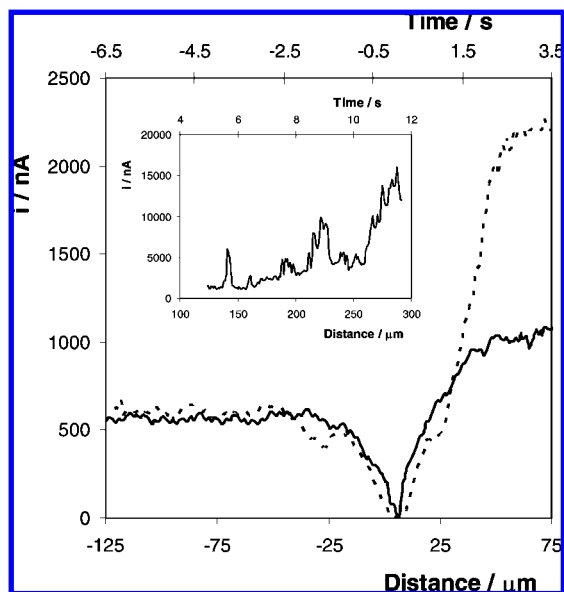 Time / s
-6.5 -4.5 -2.5 -0.5 1.5 3.5
2500
2000
1500
1000
500
0
i / nA
Time / s
4 6 8 10 12
20000
15000
10000
5000
0
I / nA
100 150 200 250 300
Distance / μm
-125 -75 -25 25 75
Distance / μm